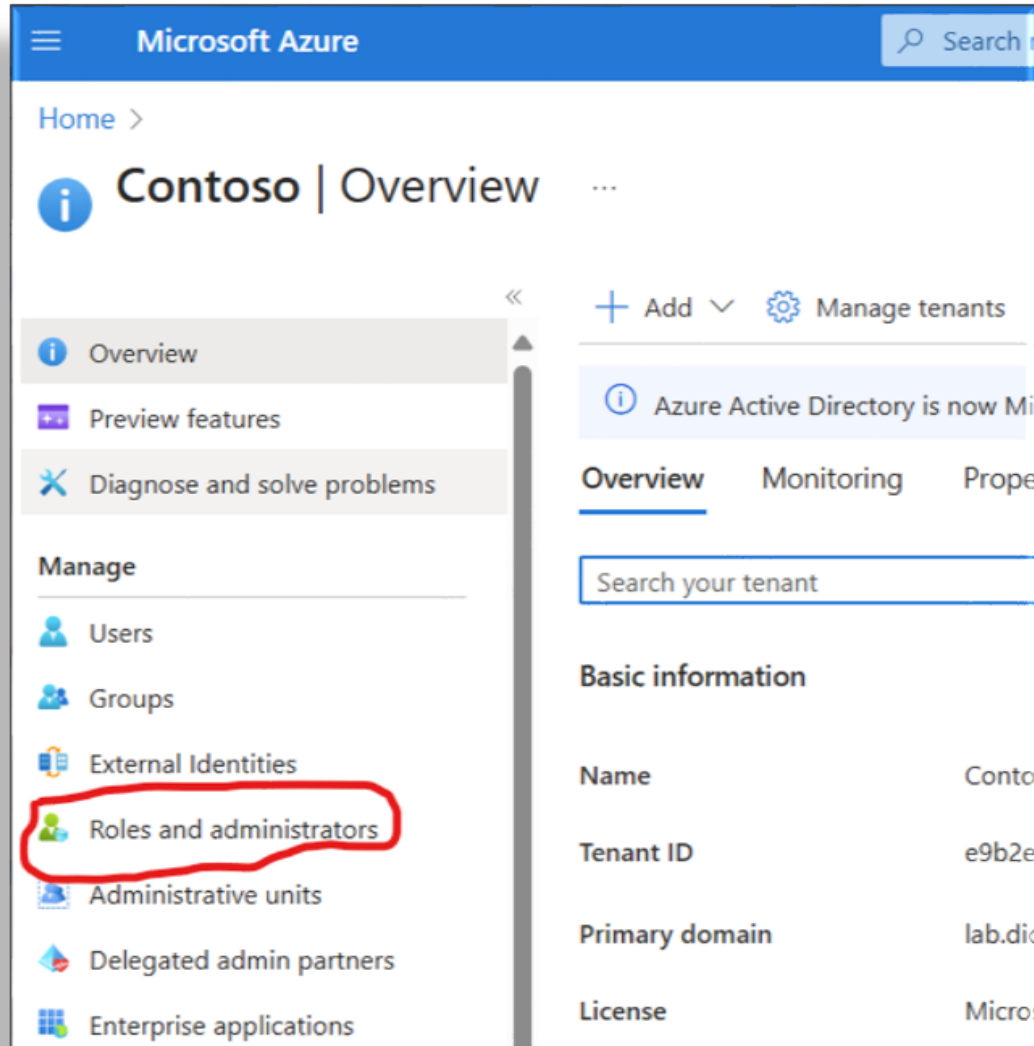 Microsoft Azure
Search
Home >
Contoso | Overview ...
«
+ Add Manage tenants
Overview
Preview features
Diagnose and solve problems
Azure Active Directory is now
Overview Monitoring
Manage
Search your tenant
Users
Groups
Basic information
External Identities
Name
Roles and administrators
Tenant ID e9b2e
Administrative units
Primary domain
Delegated admin partners
License
Enterprise applications